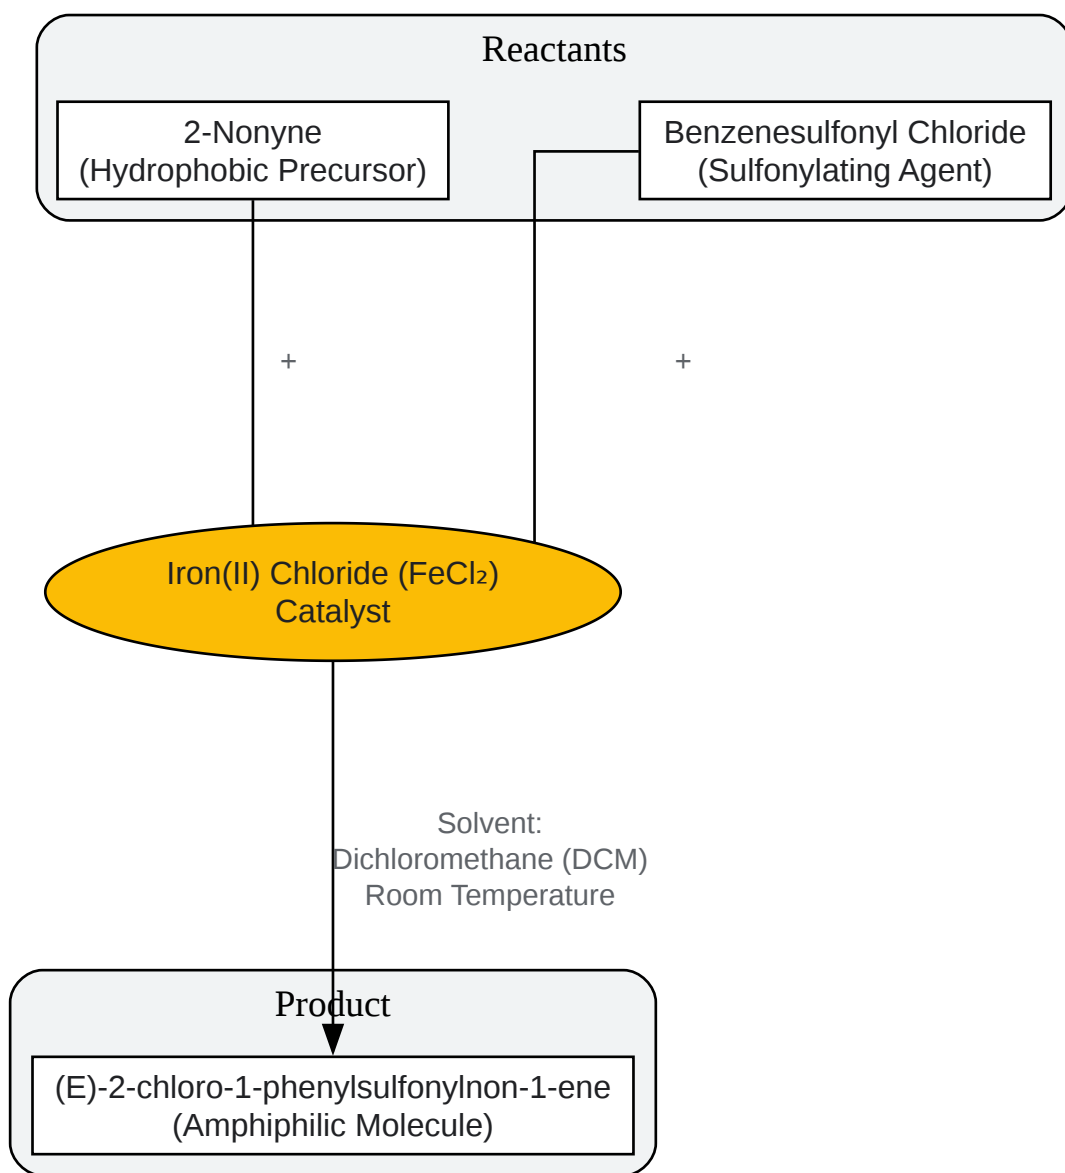 Reactants
2-Nonyne
(Hydrophobic Precursor)
Benzenesulfonyl Chloride
(Sulfonylating Agent)
+
+
Iron(II) Chloride (FeCl₂)
Catalyst
Solvent:
Dichloromethane (DCM)
Room Temperature
Product
(E)-2-chloro-1-phenylsulfonylnon-1-ene
(Amphiphilic Molecule)